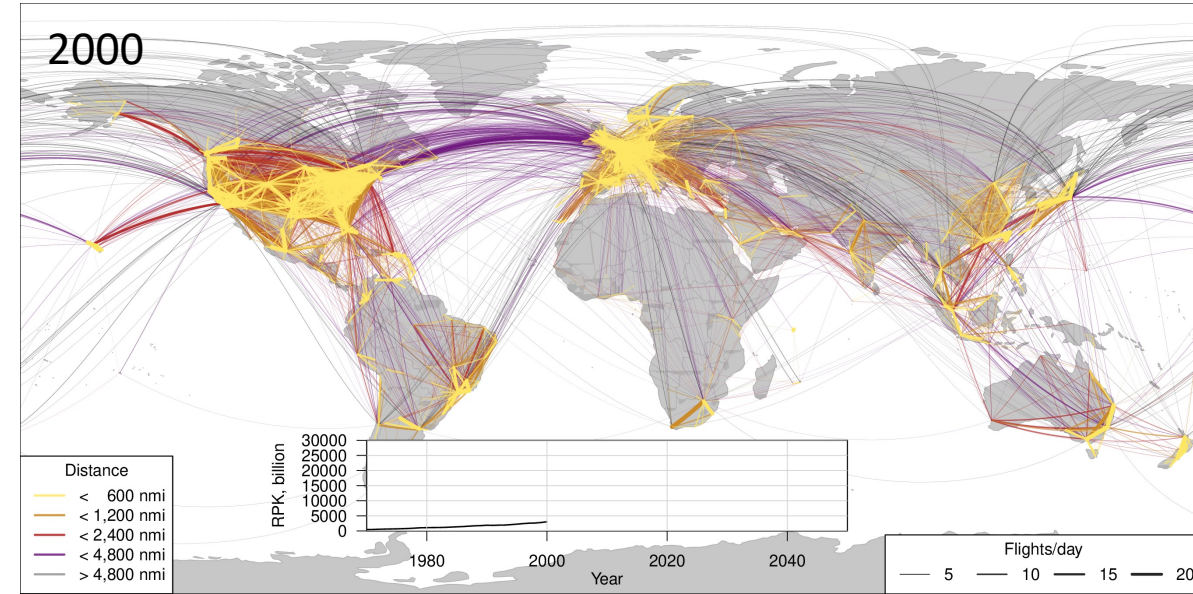 2000
30000
25000
20000
15000
10000
5000
0
RPK, billion
1980 2000 2020 2040
Year
Distance
< 600 nmi
< 1,200 nmi
< 2,400 nmi
< 4,800 nmi
> 4,800 nmi
Flights/day
5 10 15 20